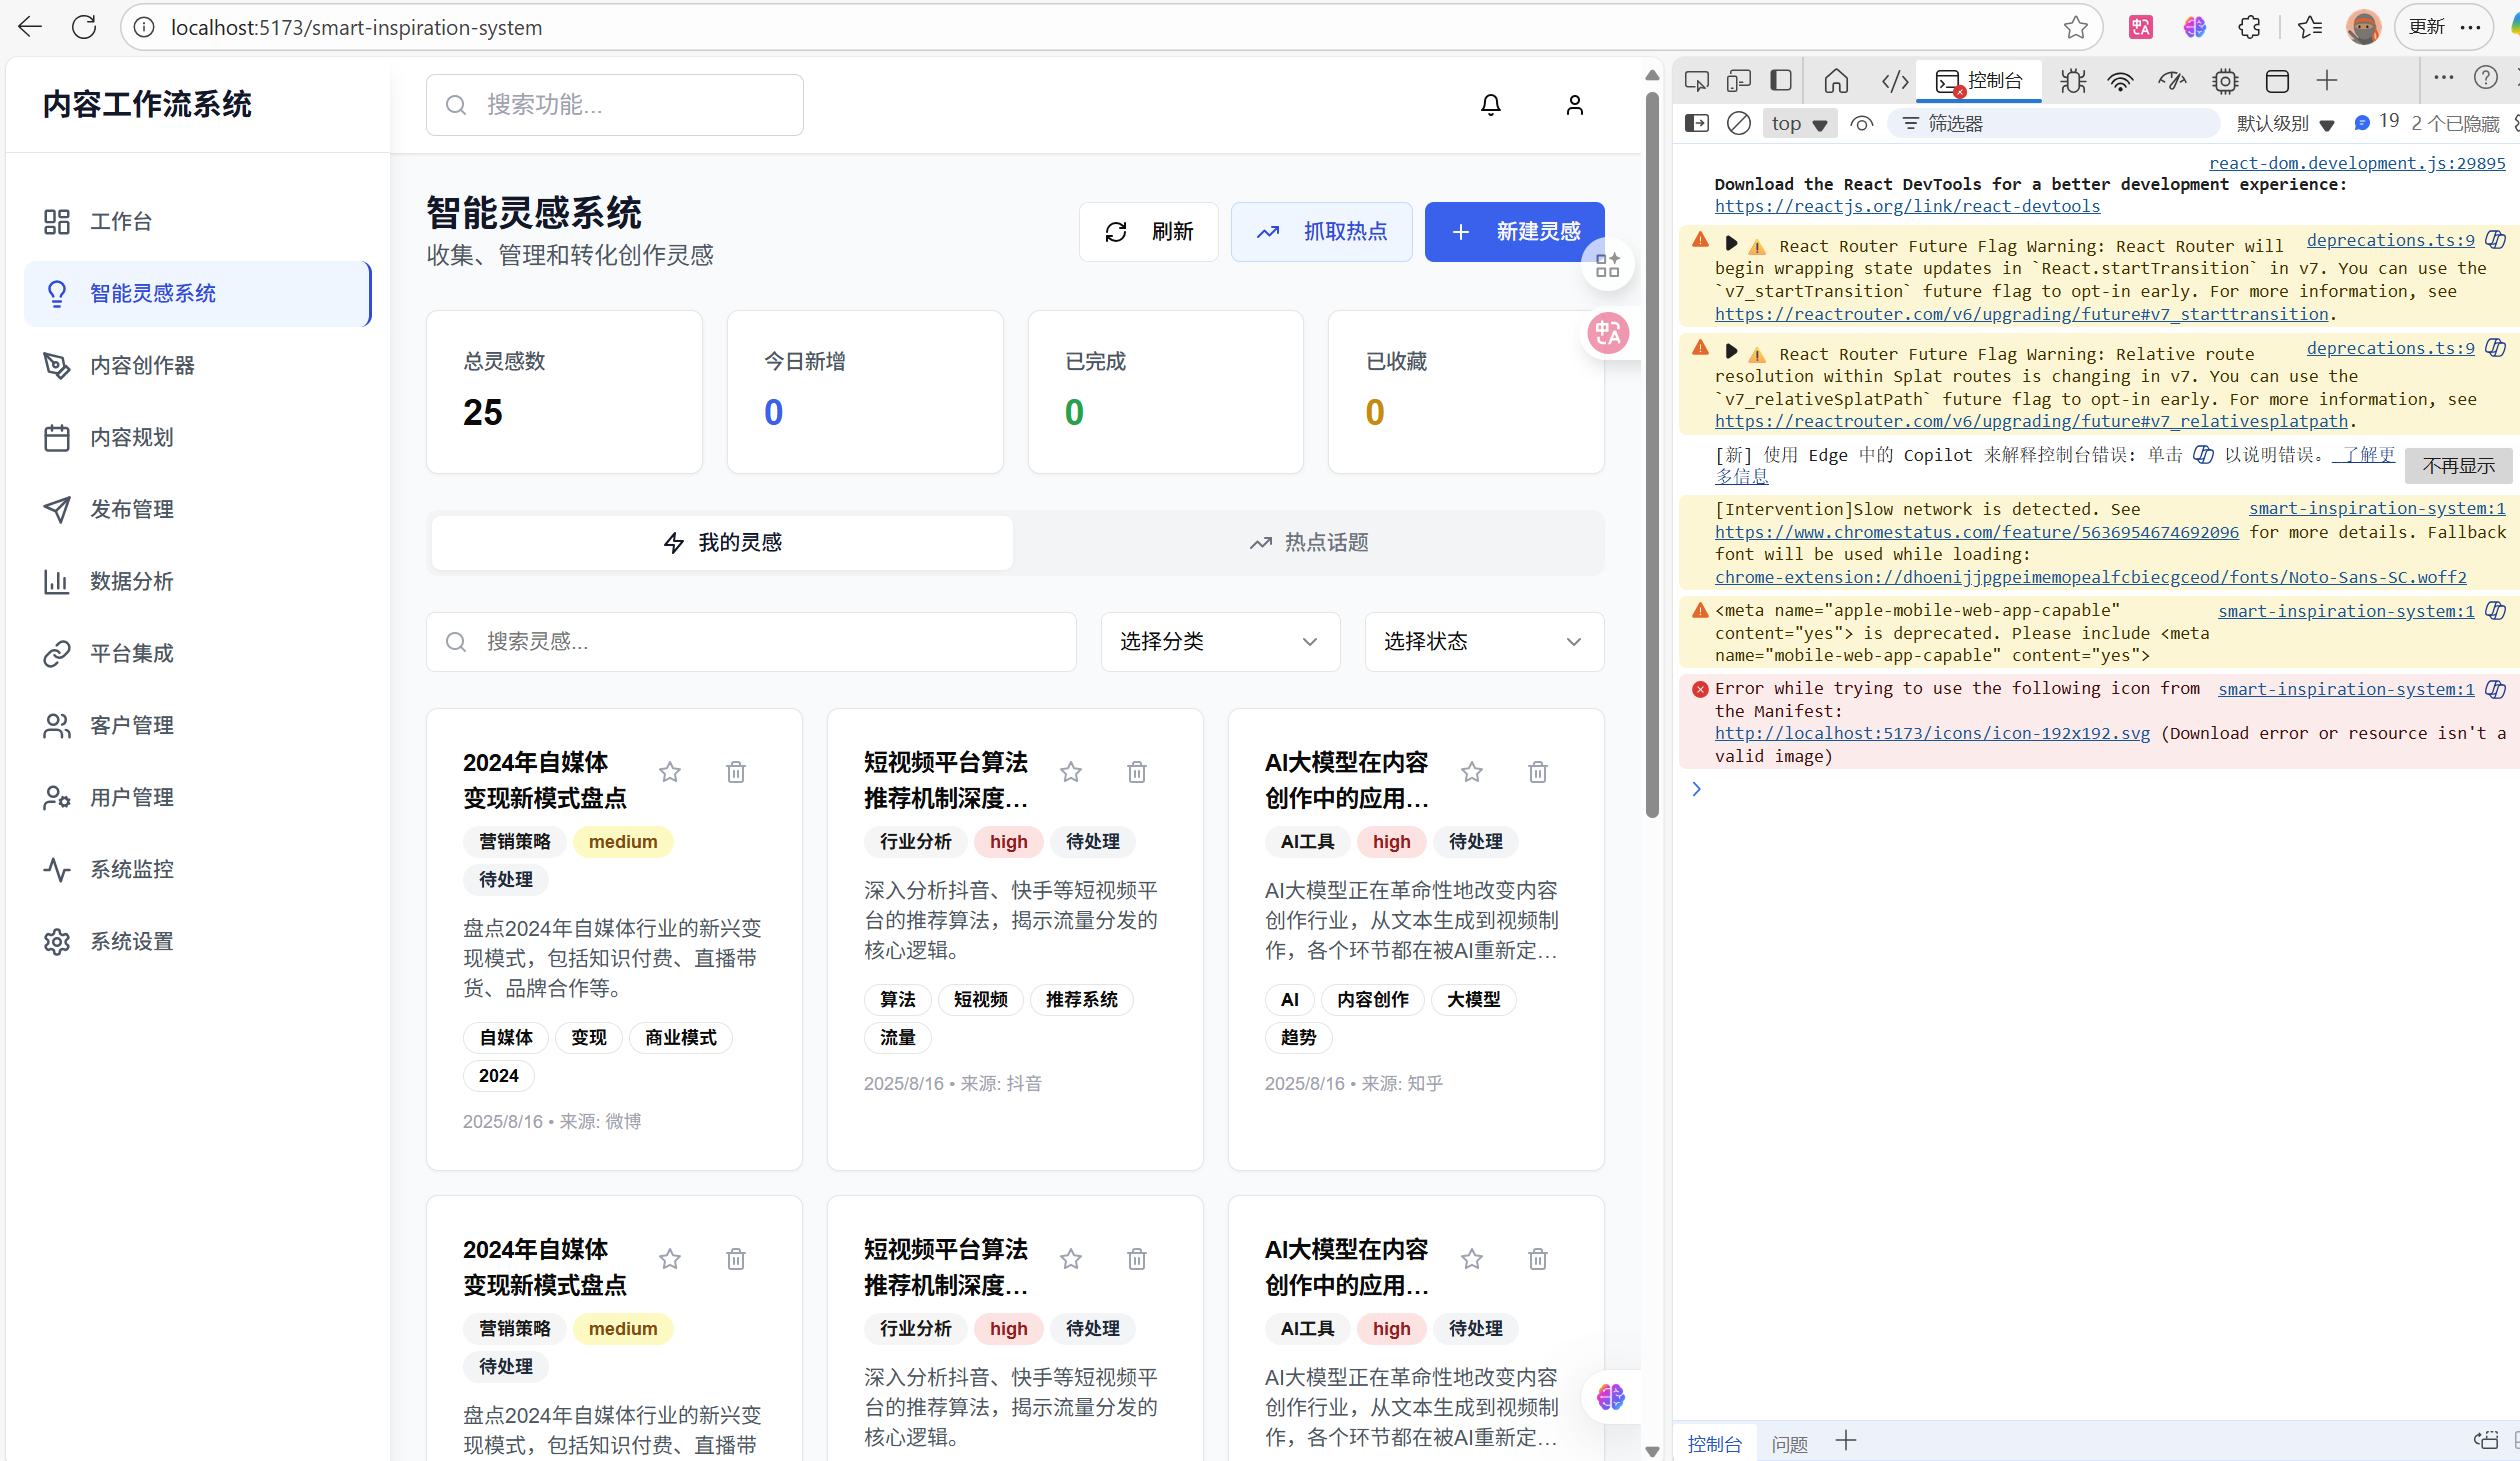 localhost:5173/smart-inspiration-system
更新
内容工作流系统
搜索功能...
工作台
智能灵感系统
内容创作器
内容规划
发布管理
数据分析
平台集成
客户管理
用户管理
系统监控
系统设置
智能灵感系统
收集、管理和转化创作灵感
刷新
抓取热点
新建灵感
总灵感数
25
今日新增
0
已完成
0
已收藏
0
我的灵感
热点话题
搜索灵感...
选择分类
选择状态
2024年自媒体
变现新模式盘点
营销策略 medium
待处理
盘点2024年自媒体行业的新兴变
现模式，包括知识付费、直播带
货、品牌合作等。
自媒体 变现 商业模式
2024
2025/8/16 • 来源: 微博
短视频平台算法
推荐机制深度...
行业分析 high 待处理
深入分析抖音、快手等短视频平
台的推荐算法，揭示流量分发的
核心逻辑。
算法 短视频 推荐系统
流量
2025/8/16 • 来源: 抖音
AI大模型在内容
创作中的应用...
AI工具 high 待处理
AI大模型正在革命性地改变内容
创作行业，从文本生成到视频制
作，各个环节都在被AI重新定...
AI 内容创作 大模型
趋势
2025/8/16 • 来源: 知乎
2024年自媒体
变现新模式盘点
营销策略 medium
待处理
盘点2024年自媒体行业的新兴变
现模式，包括知识付费、直播带
短视频平台算法
推荐机制深度...
行业分析 high 待处理
深入分析抖音、快手等短视频平
台的推荐算法，揭示流量分发的
核心逻辑。
AI大模型在内容
创作中的应用...
AI工具 high 待处理
AI大模型正在革命性地改变内容
创作行业，从文本生成到视频制
作，各个环节都在被AI重新定...
控制台
top
筛选器
默认级别
19
2 个已隐藏
react-dom.development.js:29895
Download the React DevTools for a better development experience:
https://reactjs.org/link/react-devtools
React Router Future Flag Warning: React Router will deprecations.ts:9
begin wrapping state updates in `React.startTransition` in v7. You can use the
`v7_startTransition` future flag to opt-in early. For more information, see
https://reactrouter.com/v6/upgrading/future#v7_starttransition.
React Router Future Flag Warning: Relative route deprecations.ts:9
resolution within Splat routes is changing in v7. You can use the
`v7_relativeSplatPath` future flag to opt-in early. For more information, see
https://reactrouter.com/v6/upgrading/future#v7_relativesplatpath.
[新] 使用 Edge 中的 Copilot 来解释控制台错误: 单击 以说明错误。 了解更
多信息
不再显示
[Intervention]Slow network is detected. See smart-inspiration-system:1
https://www.chromestatus.com/feature/5636954674692096 for more details. Fallback
font will be used while loading:
chrome-extension://dhoenijjpgpeimemopealfcbiecgceod/fonts/Noto-Sans-SC.woff2
<meta name="apple-mobile-web-app-capable" smart-inspiration-system:1
content="yes"> is deprecated. Please include <meta
name="mobile-web-app-capable" content="yes">
Error while trying to use the following icon from smart-inspiration-system:1
the Manifest:
http://localhost:5173/icons/icon-192x192.svg (Download error or resource isn't a
valid image)
控制台
问题